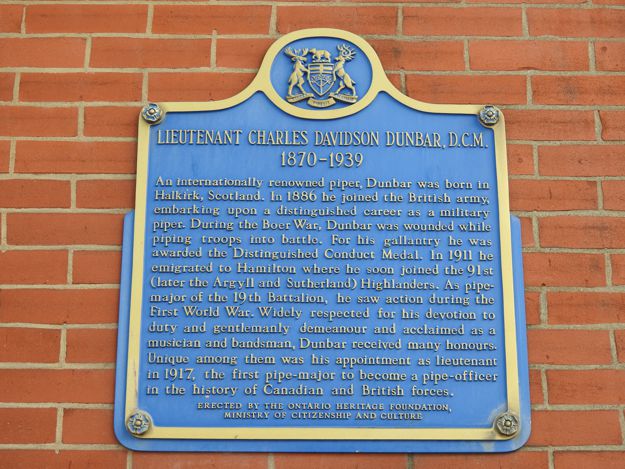 LIEUTENANT CHARLES DAVIDSON DUNBAR, D.C.M.
1870-1939
An internationally renowned piper, Dunbar was born in
Halkirk, Scotland. In 1886 he joined the British army,
embarking upon a distinguished career as a military
piper. During the Boer War, Dunbar was wounded while
piping troops into battle. For his gallantry he was
awarded the Distinguished Conduct Medal. In 1911 he
emigrated to Hamilton where he soon joined the 91st
(later the Argyll and Sutherland) Highlanders. As pipe-
major of the 19th Battalion, he saw action during the
First World War. Widely respected for his devotion to
duty and gentlemanly demeanour and acclaimed as a
musician and bandsman, Dunbar received many honours.
Unique among them was his appointment as lieutenant
in 1917, the first pipe-major to become a pipe-officer
in the history of Canadian and British forces.
ERECTED BY THE ONTARIO HERITAGE FOUNDATION,
MINISTRY OF CITIZENSHIP AND CULTURE